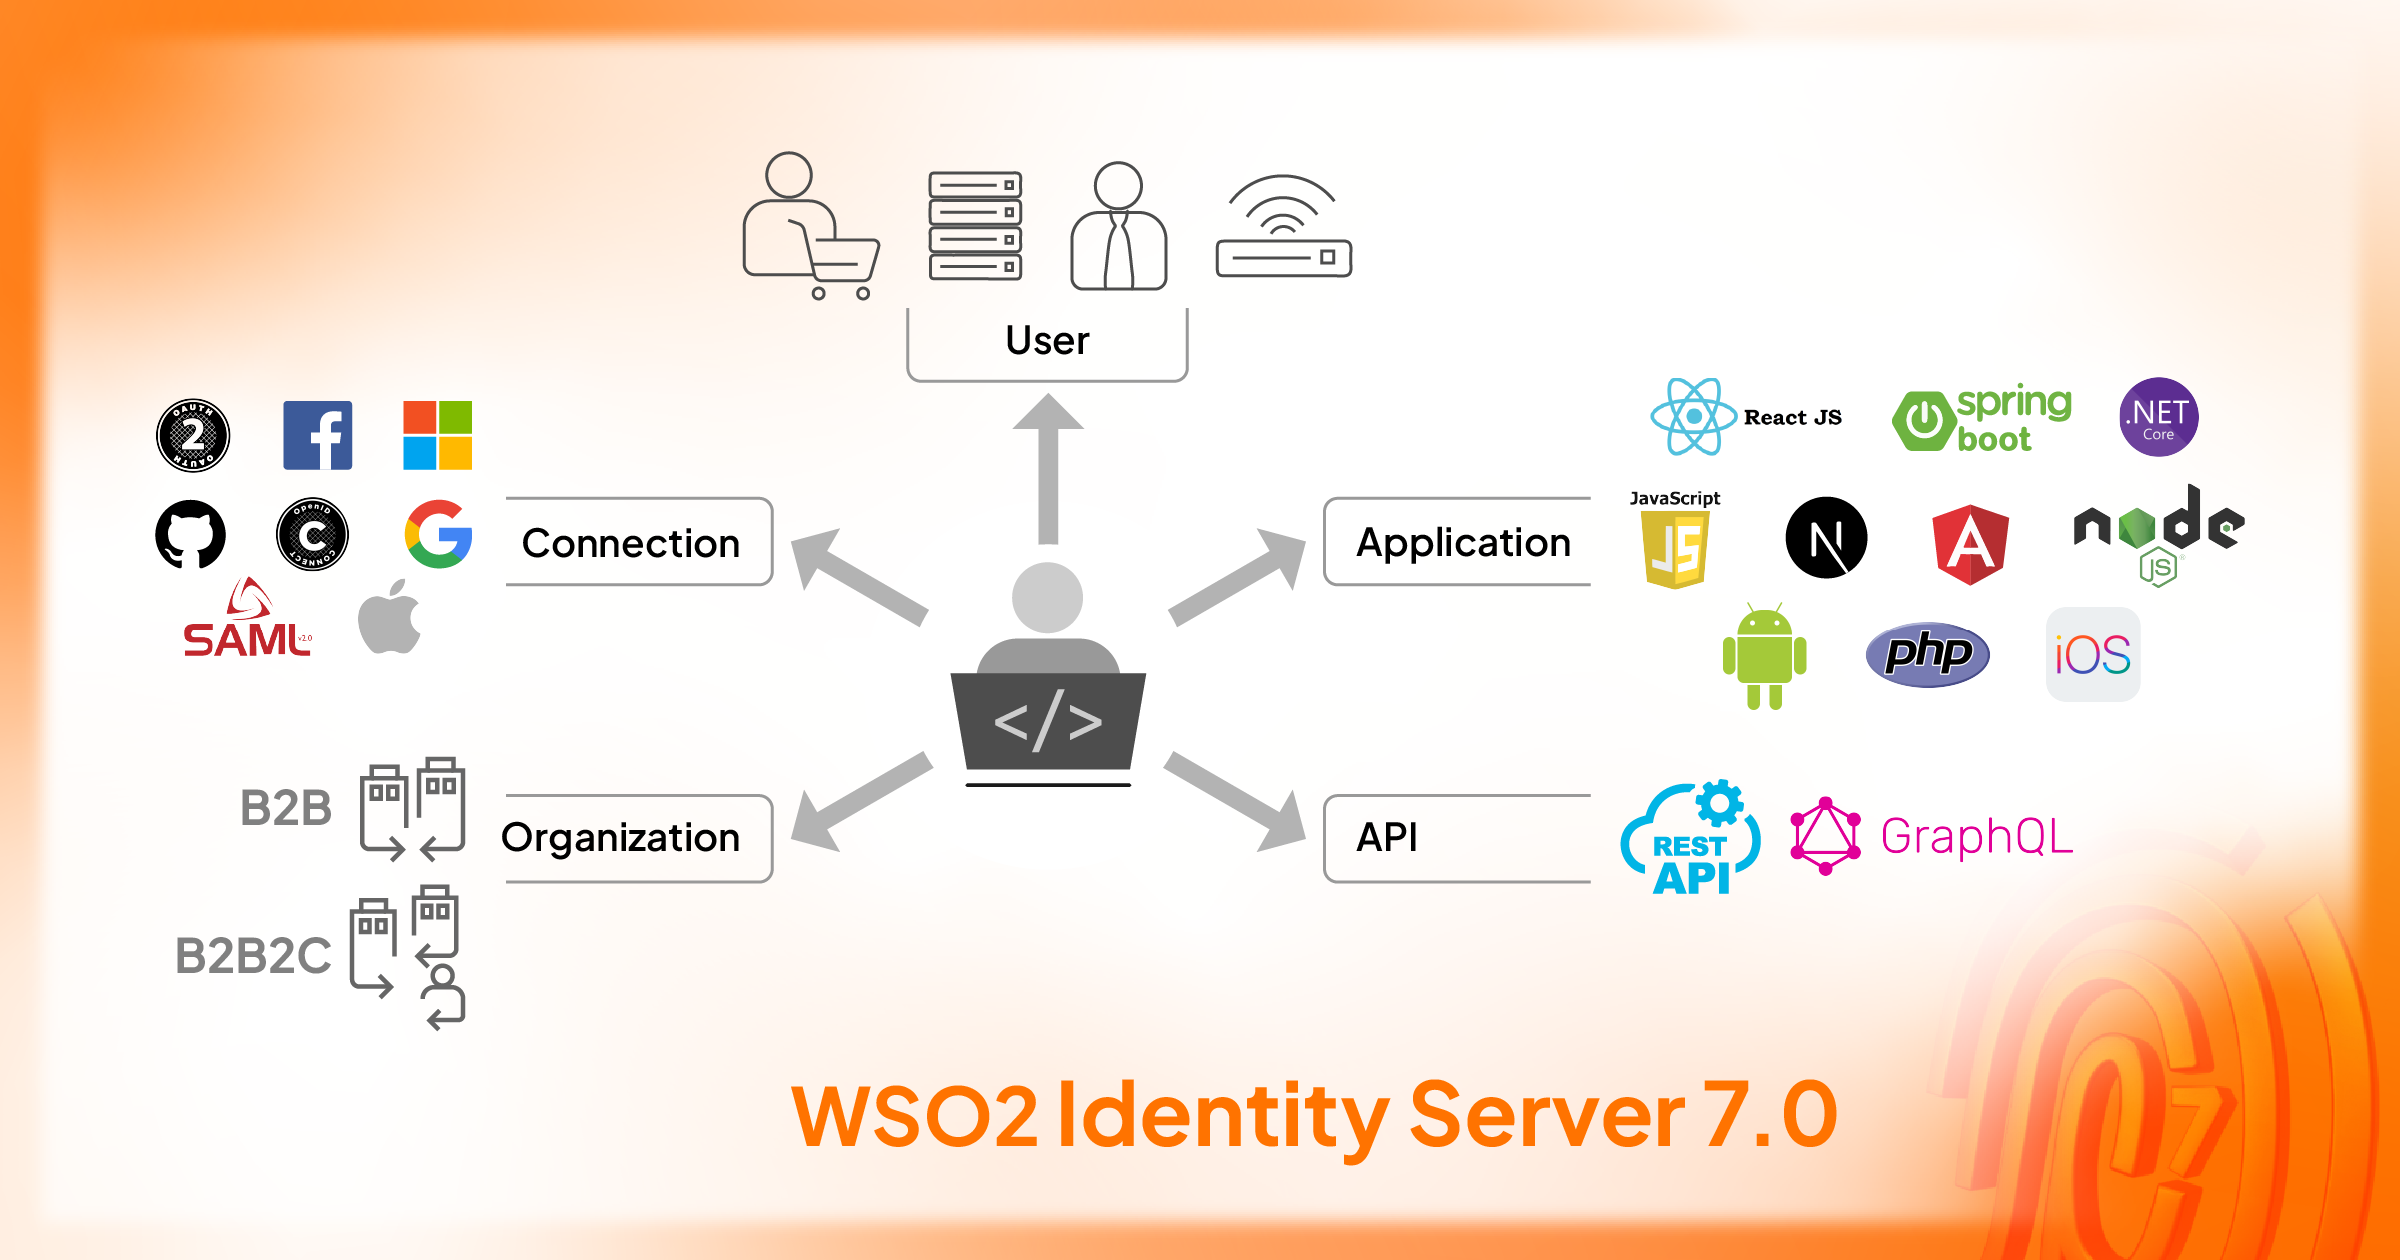 User
OAUTH
2
OAUTH
f
OpenID
C
CONNECT
G
SAML v2.0
Connection
Application
React JS
spring
boot
.NET
Core
JavaScript
JS
N
A
node
JS
php
iOS
</>
B2B
B2B2C
Organization
API
REST
API
GraphQL
WSO2 Identity Server 7.0
7